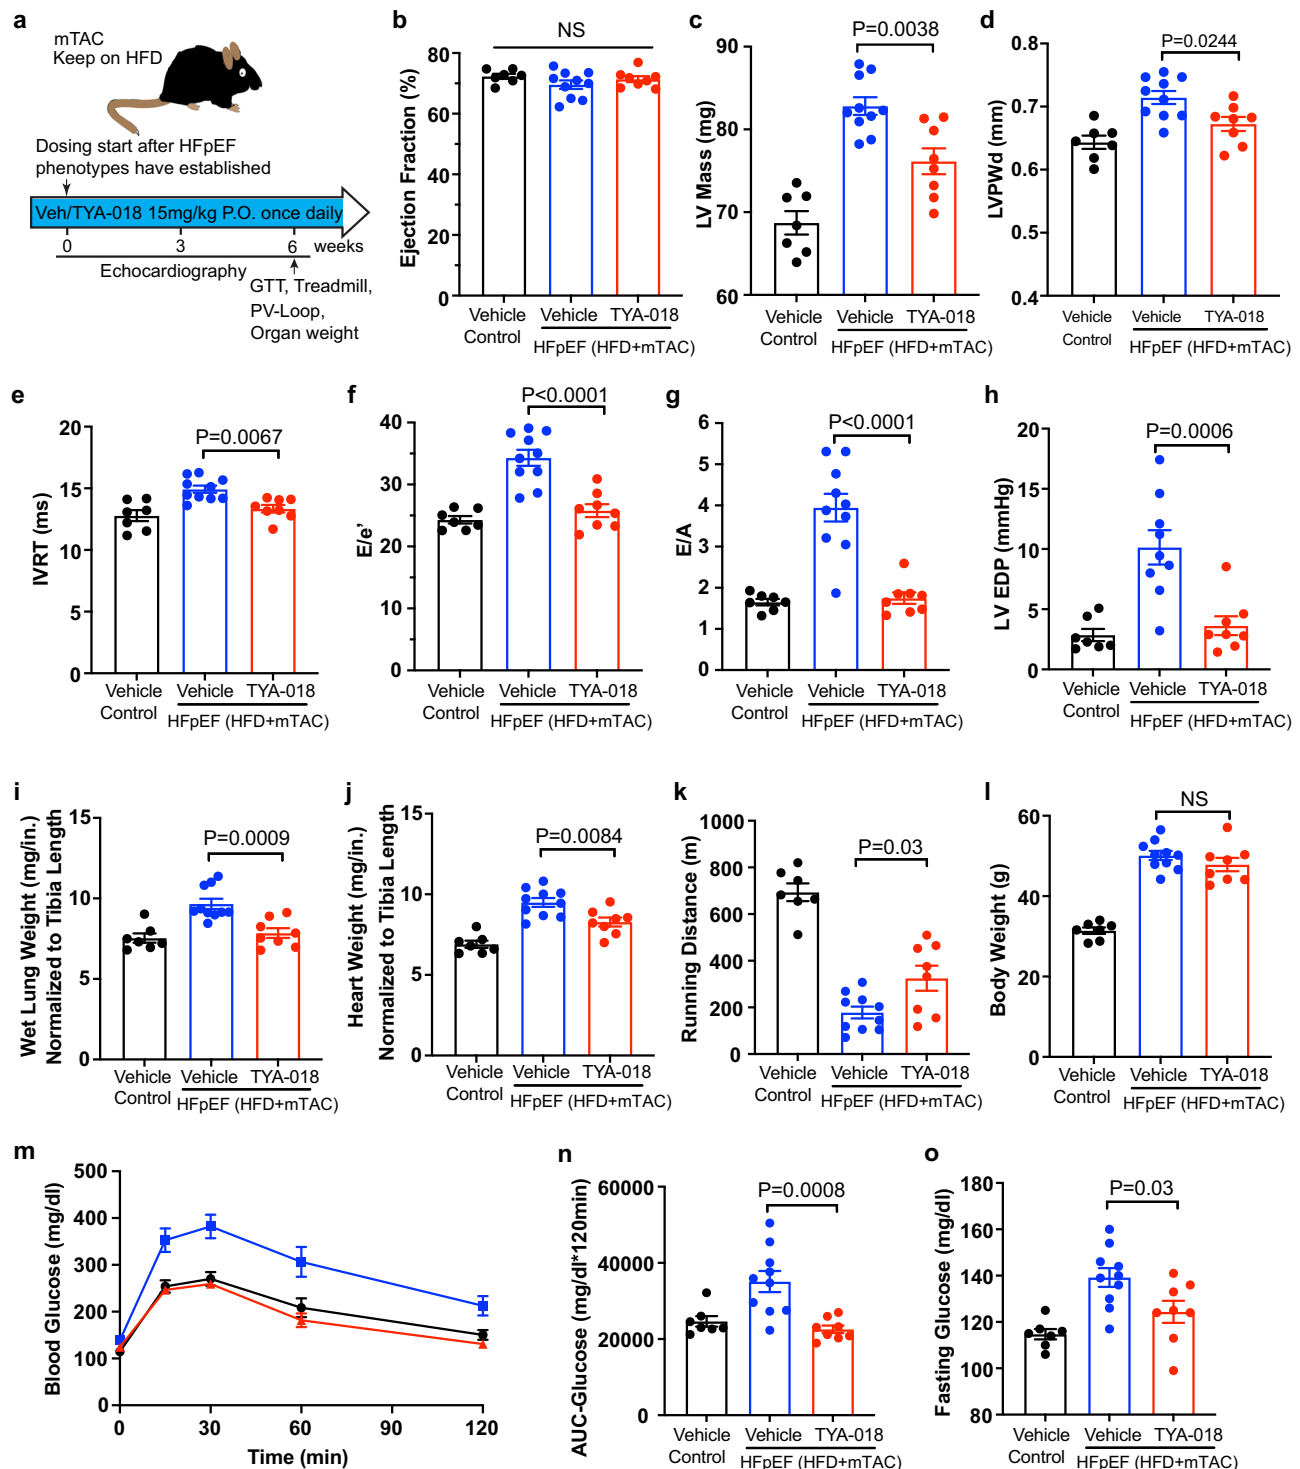 a
mTAC
Keep on HFD
Dosing start after HFpEF
phenotypes have established
Veh/TYA-018 15mg/kg P.O. once daily
0
3
6
weeks
Echocardiography
GTT, Treadmill,
PV-Loop,
Organ weight
b
NS
Ejection Fraction (%)
80
60
40
20
0
Vehicle
Control
Vehicle
TYA-018
HFpEF (HFD+mTAC)
c
P=0.0038
LV Mass (mg)
90
80
70
60
Vehicle
Control
Vehicle
TYA-018
HFpEF (HFD+mTAC)
d
P=0.0244
LVPWd (mm)
0.8
0.7
0.6
0.5
0.4
Vehicle
Control
Vehicle
TYA-018
HFpEF (HFD+mTAC)
e
P=0.0067
IVRT (ms)
20
15
10
5
0
Vehicle
Control
Vehicle
TYA-018
HFpEF (HFD+mTAC)
f
P<0.0001
E/e'
40
30
20
10
0
Vehicle
Control
Vehicle
TYA-018
HFpEF (HFD+mTAC)
g
P<0.0001
E/A
6
5
4
3
2
1
0
Vehicle
Control
Vehicle
TYA-018
HFpEF (HFD+mTAC)
h
P=0.0006
LV EDP (mmHg)
20
15
10
5
0
Vehicle
Control
Vehicle
TYA-018
HFpEF (HFD+mTAC)
i
P=0.0009
Wet Lung Weight (mg/in.)
Normalized to Tibia Length
15
10
5
0
Vehicle
Control
Vehicle
TYA-018
HFpEF (HFD+mTAC)
j
P=0.0084
Heart Weight (mg/in.)
Normalized to Tibia Length
15
10
5
0
Vehicle
Control
Vehicle
TYA-018
HFpEF (HFD+mTAC)
k
P=0.03
Running Distance (m)
1000
800
600
400
200
0
Vehicle
Control
Vehicle
TYA-018
HFpEF (HFD+mTAC)
l
NS
Body Weight (g)
60
40
20
0
Vehicle
Control
Vehicle
TYA-018
HFpEF (HFD+mTAC)
m
Blood Glucose (mg/dl)
500
400
300
200
100
0
0
30
60
90
120
Time (min)
n
P=0.0008
AUC-Glucose (mg/dl*120min)
60000
40000
20000
0
Vehicle
Control
Vehicle
TYA-018
HFpEF (HFD+mTAC)
o
P=0.03
Fasting Glucose (mg/dl)
180
160
140
120
100
80
Vehicle
Control
Vehicle
TYA-018
HFpEF (HFD+mTAC)